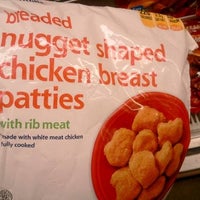 breaded
nugget shaped
chicken breast
patties
with rib meat
made with white meat chicken
fully cooked